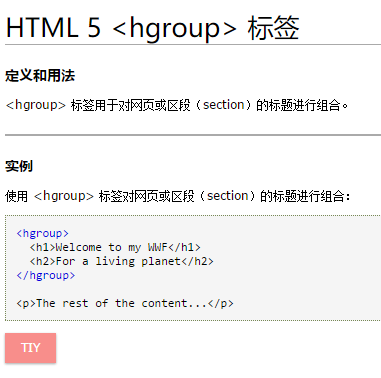 HTML 5 <hgroup> 标签
定义和用法
<hgroup> 标签用于对网页或区段（section）的标题进行组合。
实例
使用 <hgroup> 标签对网页或区段（section）的标题进行组合：
<hgroup>
  <h1>Welcome to my WWF</h1>
  <h2>For a living planet</h2>
</hgroup>
<p>The rest of the content...</p>
TIY